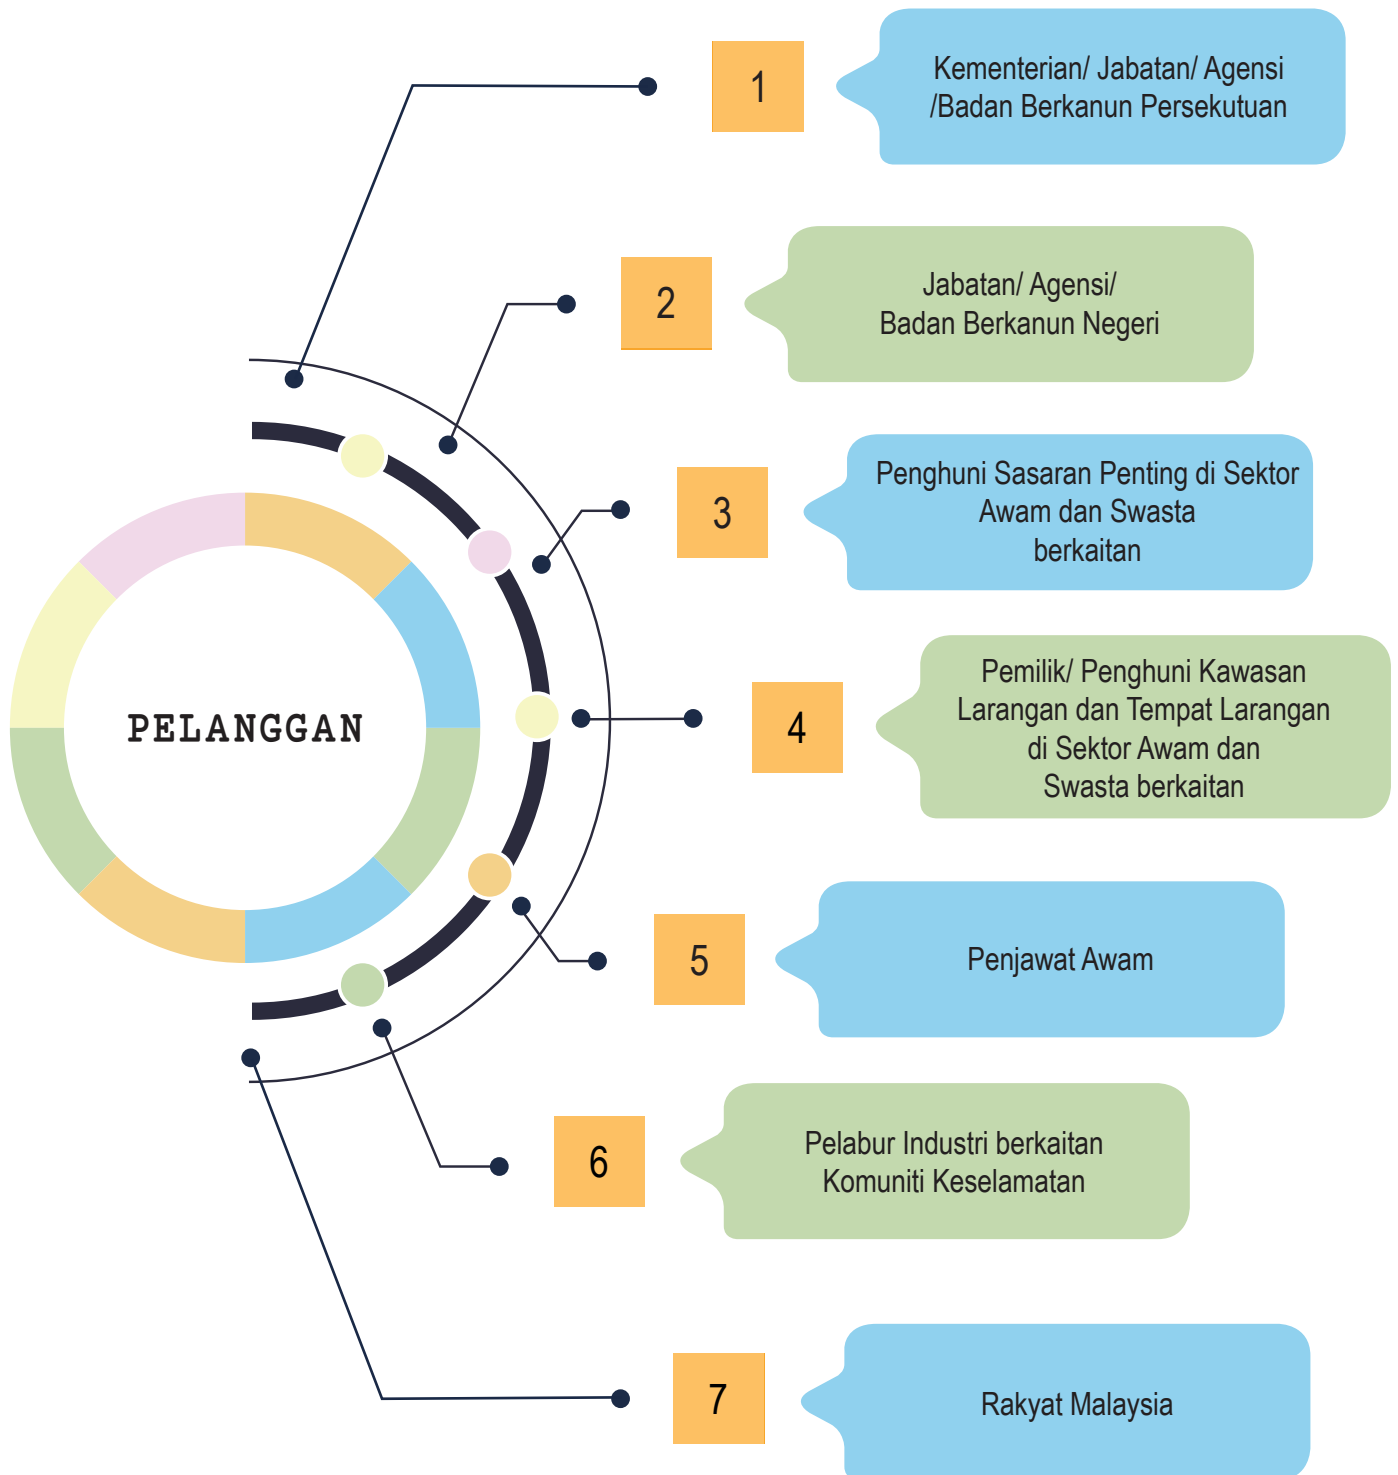 1
Kementerian/ Jabatan/ Agensi
/Badan Berkanun Persekutuan
2
Jabatan/ Agensi/
Badan Berkanun Negeri
3
Penghuni Sasaran Penting di Sektor
Awam dan Swasta
berkaitan
PELANGGAN
4
Pemilik/ Penghuni Kawasan
Larangan dan Tempat Larangan
di Sektor Awam dan
Swasta berkaitan
5
Penjawat Awam
6
Pelabur Industri berkaitan
Komuniti Keselamatan
7
Rakyat Malaysia